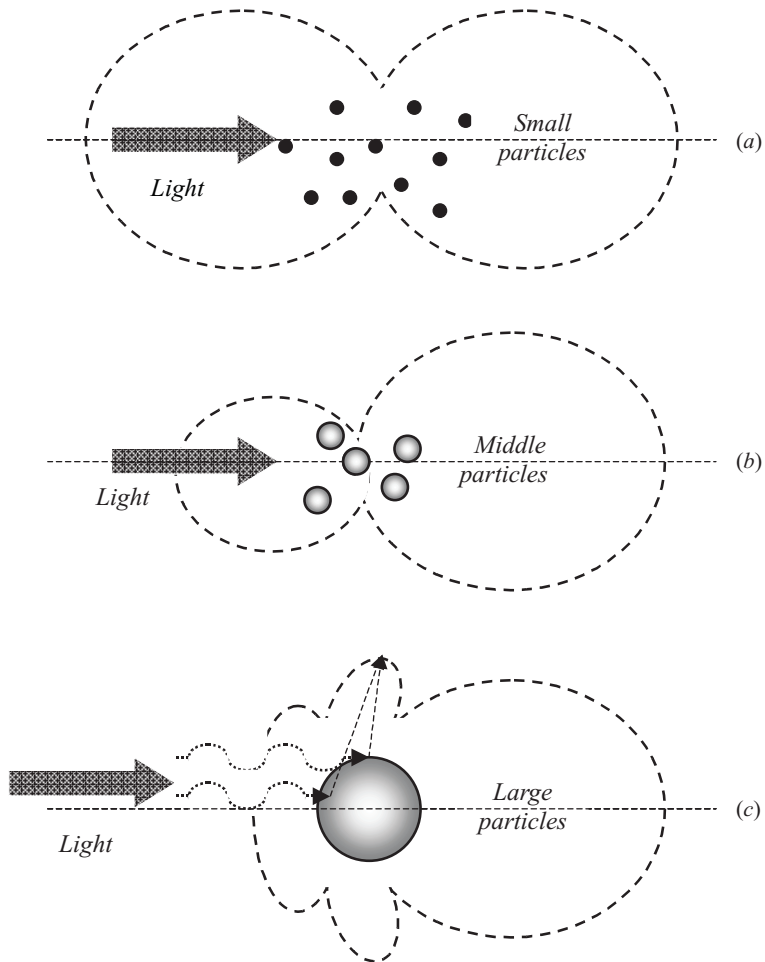 Small
particles
(a)
Light
Middle
particles
(b)
Light
Large
particles
(c)
Light